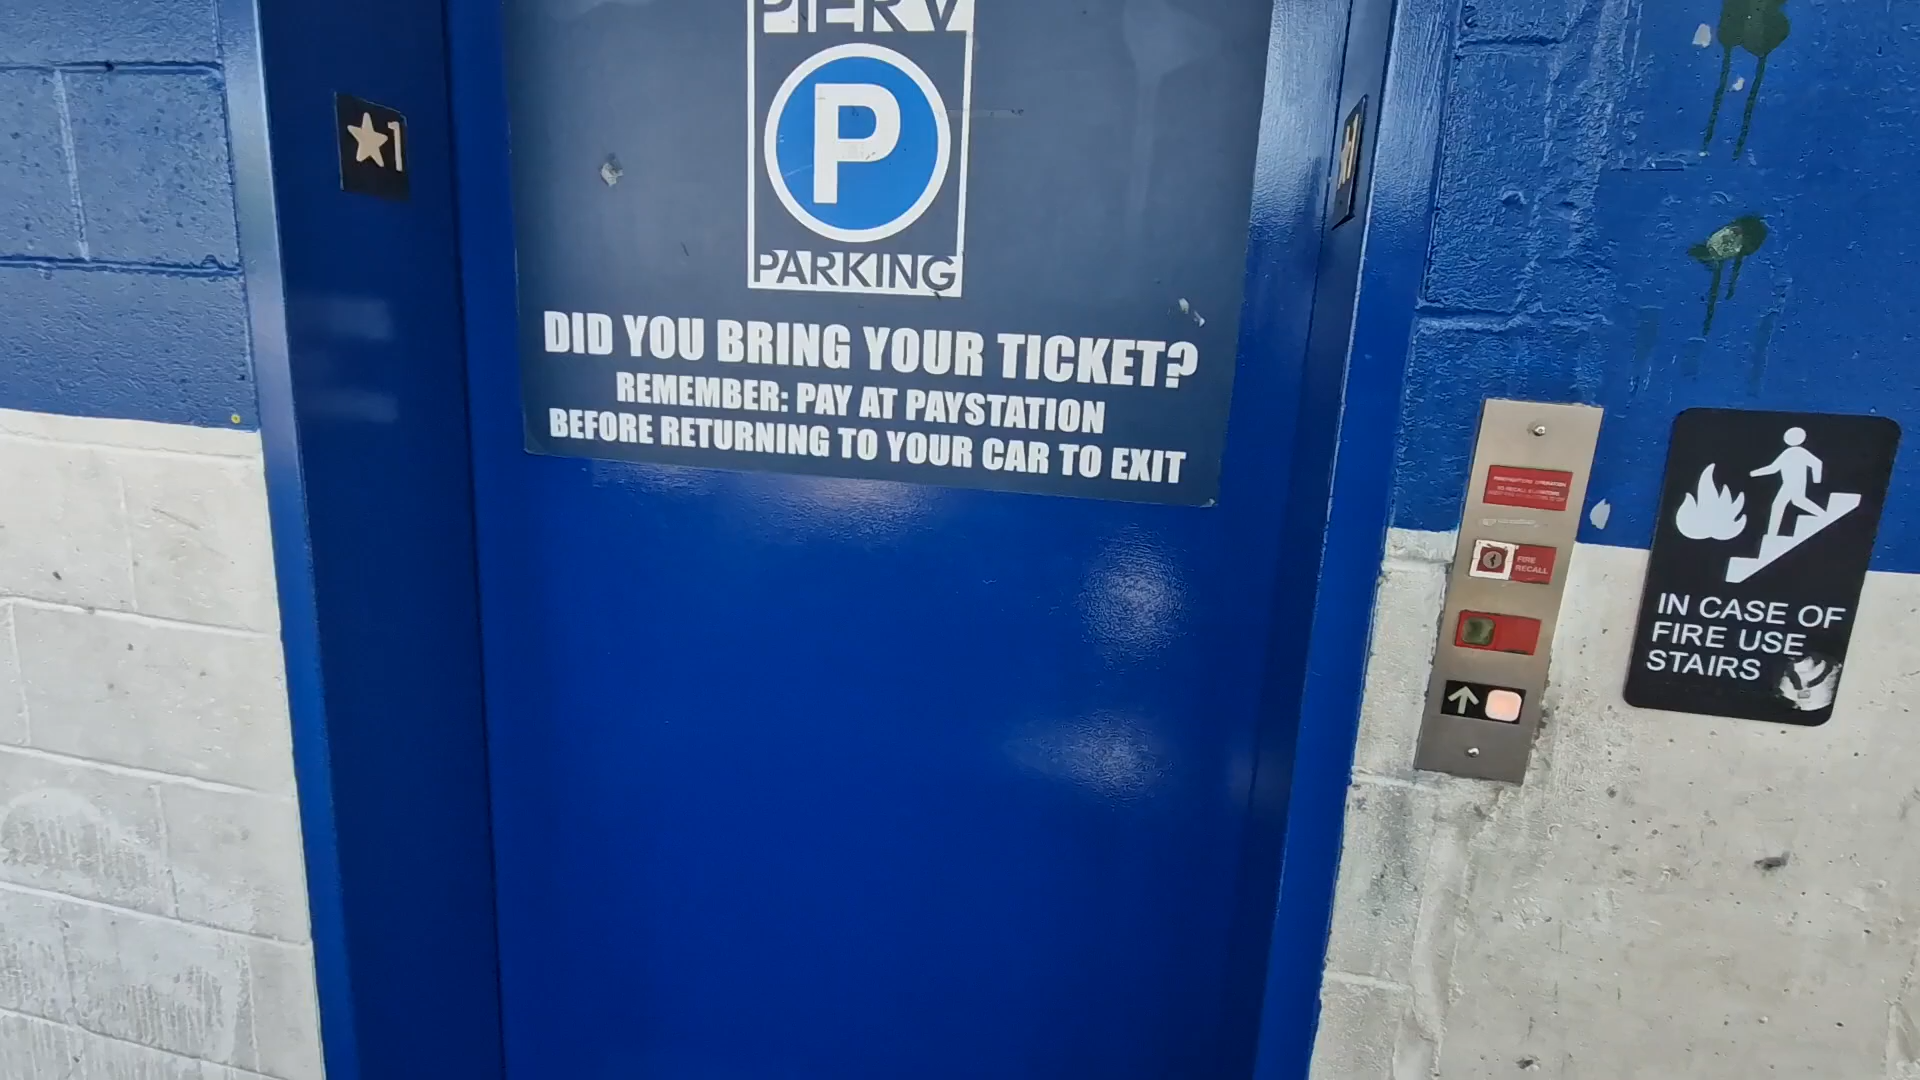 PIER V
P
PARKING
DID YOU BRING YOUR TICKET?
REMEMBER: PAY AT PAYSTATION
BEFORE RETURNING TO YOUR CAR TO EXIT
★1
FIRE
RECALL
IN CASE OF
FIRE USE
STAIRS